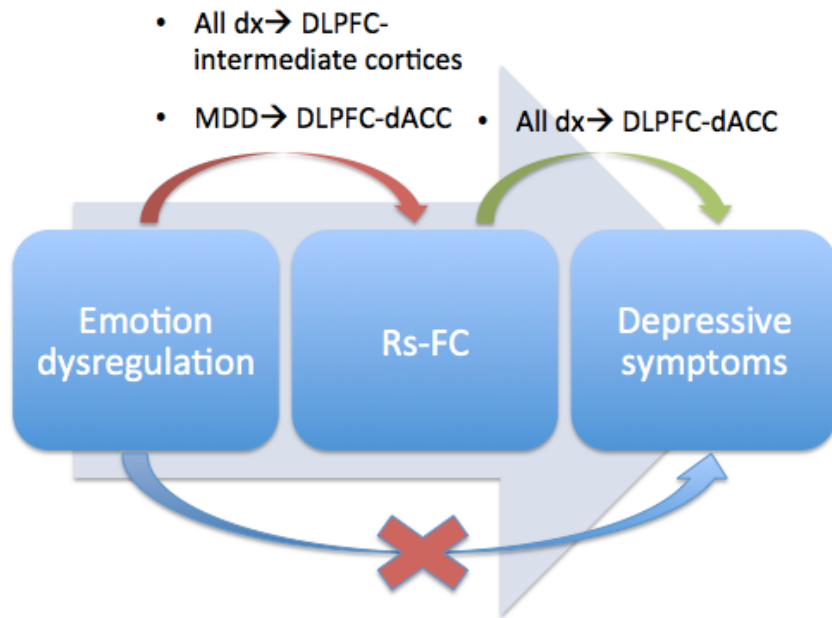 • All dx→ DLPFC-
intermediate cortices
• MDD→ DLPFC-dACC
• All dx→ DLPFC-dACC
Emotion
dysregulation
Rs-FC
Depressive
symptoms